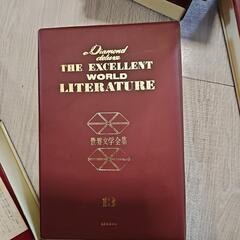 Diamond
deluxe
THE EXCELLENT
WORLD
LITERATURE
世界文学全集
13